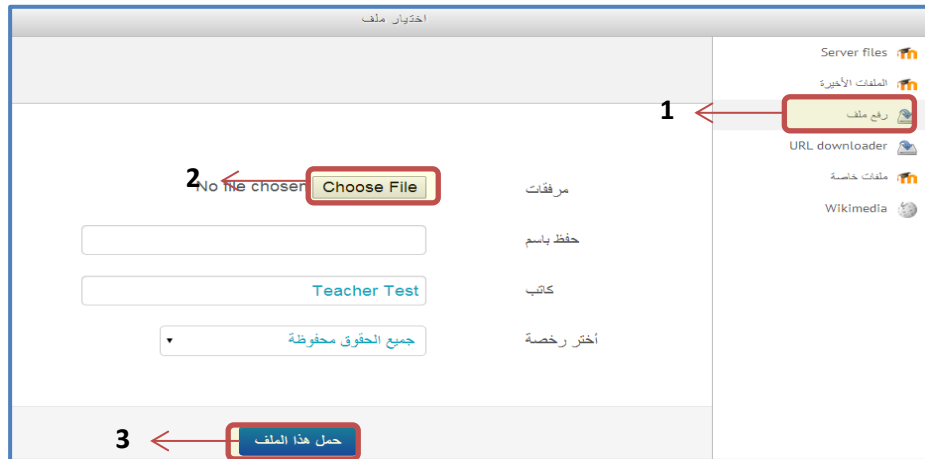 اختيار ملف
Server files
الملفات الأخيرة
1
رفع ملف
URL downloader
ملفات خاصة
Wikimedia
مرفقات Choose File No file chosen 2
حفظ باسم
كاتب Teacher Test
أختر رخصة جميع الحقوق محفوظة
حمل هذا الملف 3